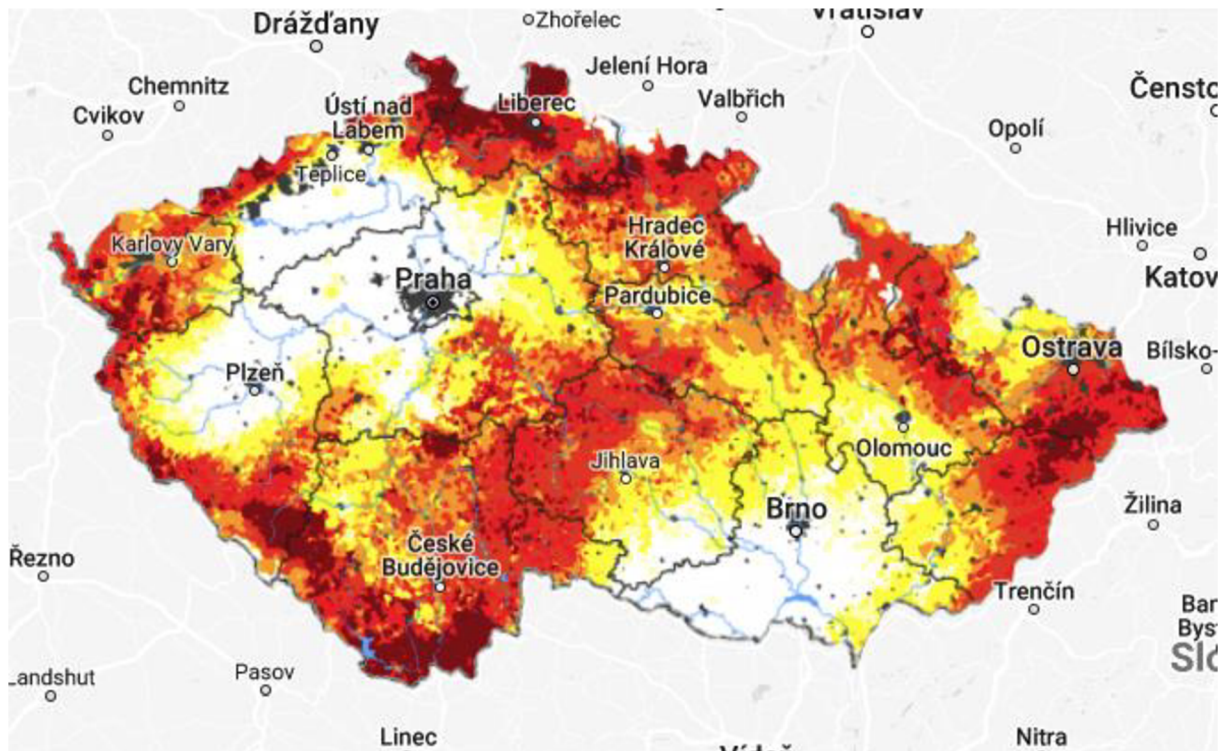 Vratislav
Drážďany
Zhořelec
Jelení Hora
Chemnitz
Valbřich
Čensto
Cvikov
Ústí nad
Labem
Liberec
Opolí
Teplice
Hradec
Králové
Hlivice
Karlovy Vary
Katov
Praha
Pardubice
Ostrava
Bílsko-
Plzeň
Olomouc
Jihlava
Brno
Žilina
České
Budějovice
Řezno
Trenčín
Ban
Bys
Slo
Landshut
Pasov
Linec
Nitra
Vídeň